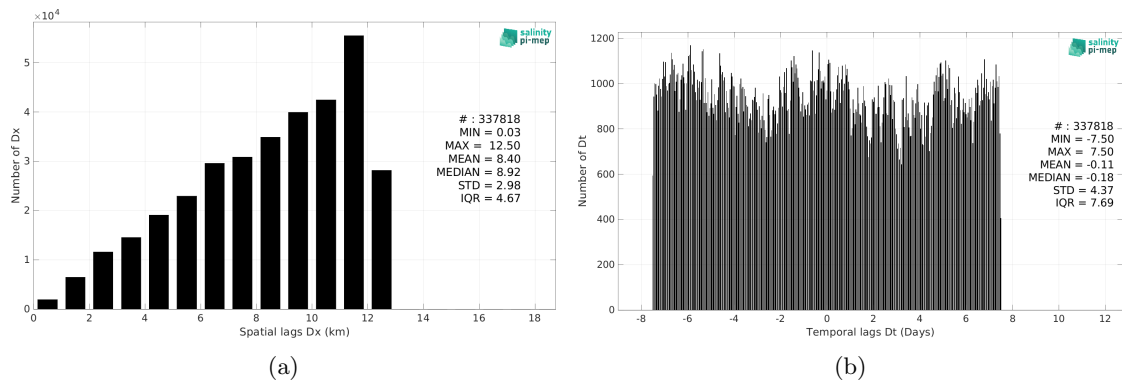 ×10⁴
5
4
3
2
1
0
Number of Dx
0 2 4 6 8 10 12 14 16 18
Spatial lags Dx (km)
salinity
pi-mep
# : 337818
MIN = 0.03
MAX = 12.50
MEAN = 8.40
MEDIAN = 8.92
STD = 2.98
IQR = 4.67
(a)
1200
1000
800
600
400
200
0
Number of Dt
-8 -6 -4 -2 0 2 4 6 8 10 12
Temporal lags Dt (Days)
salinity
pi-mep
# : 337818
MIN = -7.50
MAX = 7.50
MEAN = -0.11
MEDIAN = -0.18
STD = 4.37
IQR = 7.69
(b)